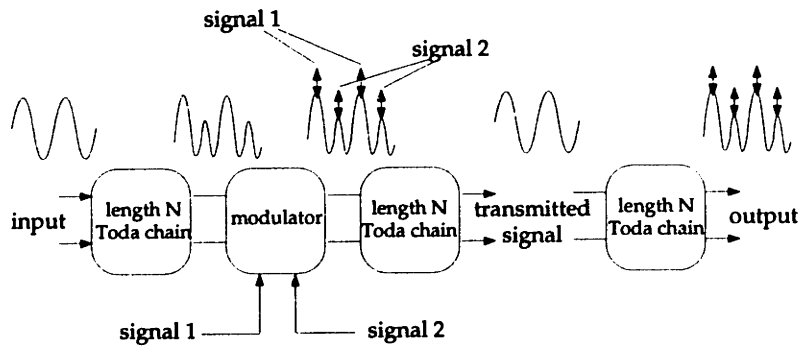 signal 1
signal 2
input
length N
Toda chain
modulator
length N
Toda chain
transmitted
signal
length N
Toda chain
output
signal 1
signal 2